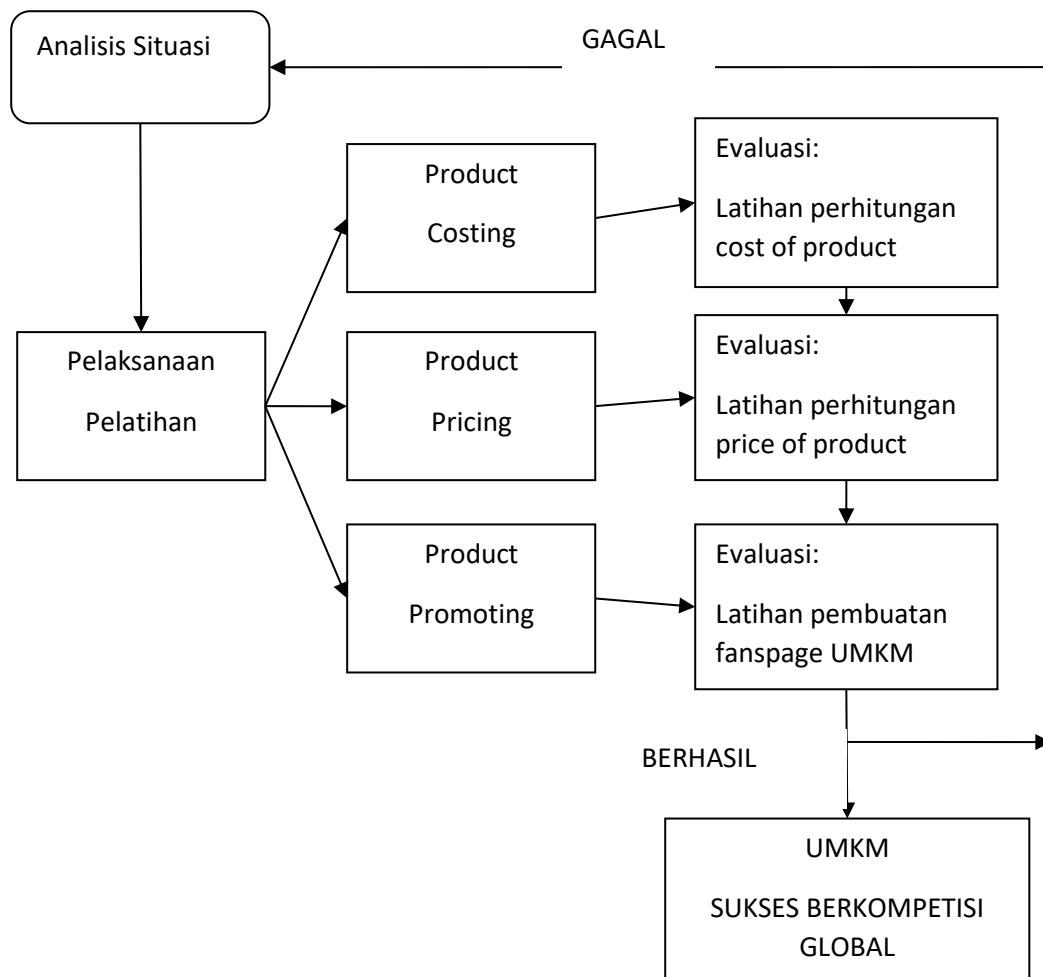 Analisis Situasi
GAGAL
Product
Costing
Evaluasi:
Latihan perhitungan
cost of product
Pelaksanaan
Pelatihan
Product
Pricing
Evaluasi:
Latihan perhitungan
price of product
Product
Promoting
Evaluasi:
Latihan pembuatan
fanspage UMKM
BERHASIL
UMKM
SUKSES BERKOMPETISI
GLOBAL